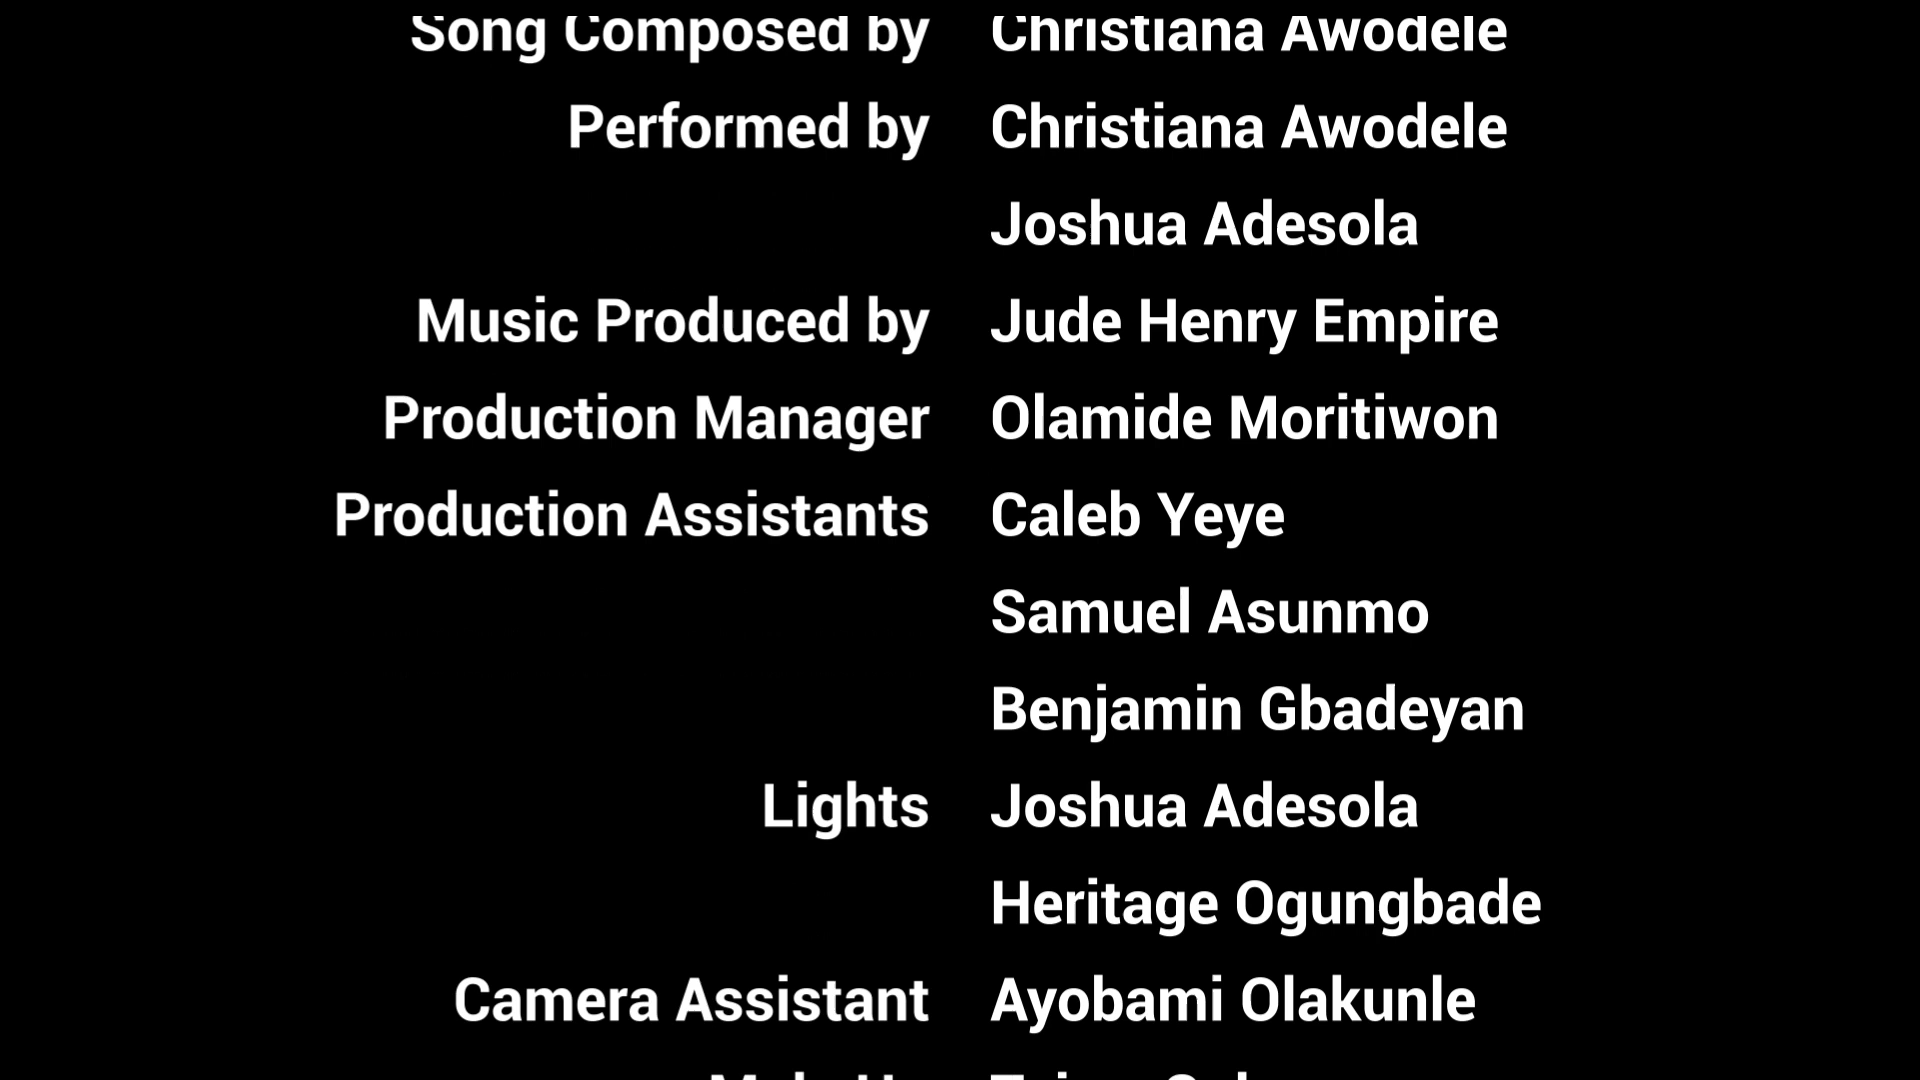 Song Composed by Christiana Awodele
Performed by Christiana Awodele
Joshua Adesola
Music Produced by Jude Henry Empire
Production Manager Olamide Moritiwon
Production Assistants Caleb Yeye
Samuel Asunmo
Benjamin Gbadeyan
Lights Joshua Adesola
Heritage Ogungbade
Camera Assistant Ayobami Olakunle